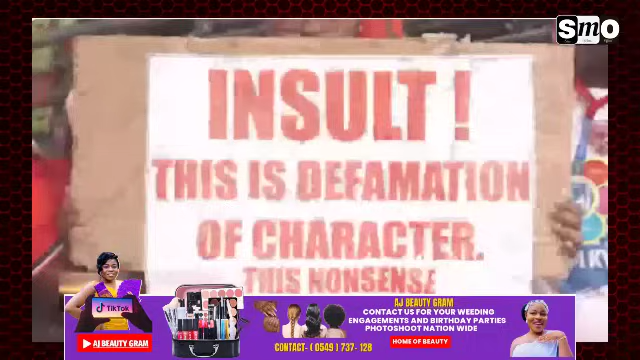 SmO
INSULT !
THIS IS DEFAMATION
OF CHARACTER.
THIS NONSENSE
TikTok
AJ BEAUTY GRAM
AJ BEAUTY GRAM
CONTACT US FOR YOUR WEDING
ENGAGEMENTS AND BIRTHDAY PARTIES
PHOTOSHOOT NATION WIDE
CONTACT- ( 0549 ) 737- 128
HOME OF BEAUTY